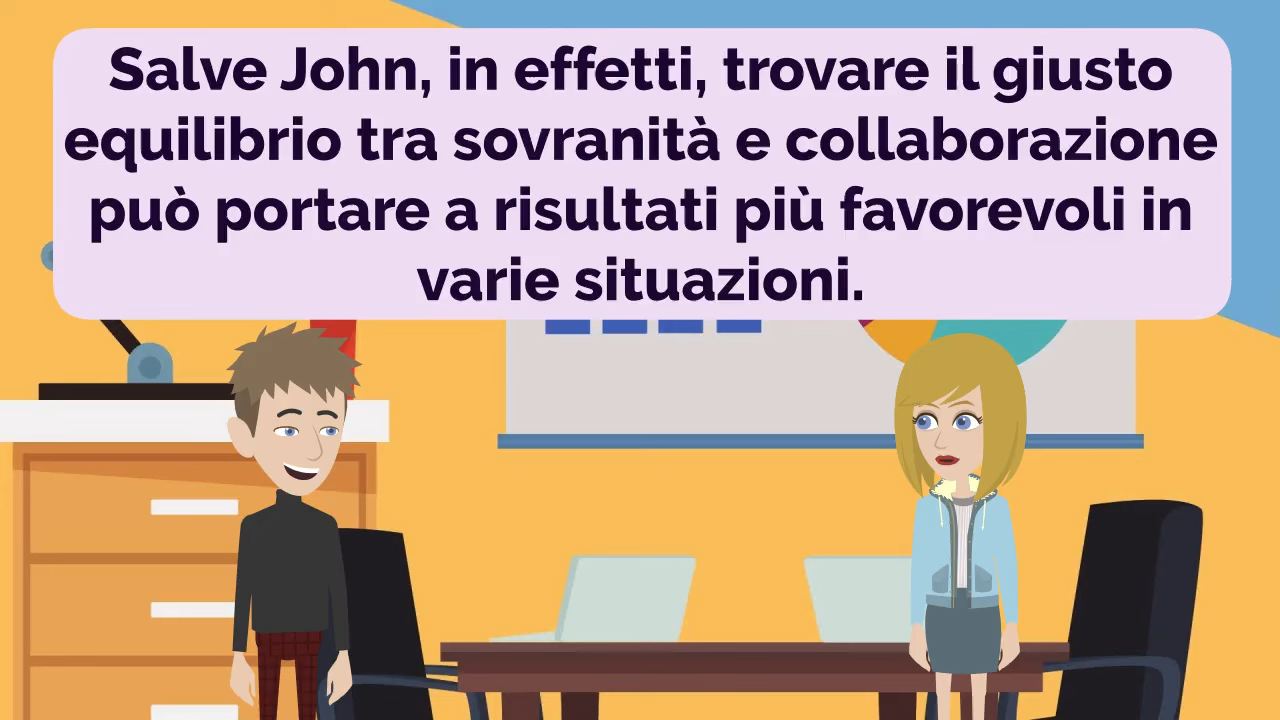 Salve John, in effetti, trovare il giusto
equilibrio tra sovranità e collaborazione
può portare a risultati più favorevoli in
varie situazioni.